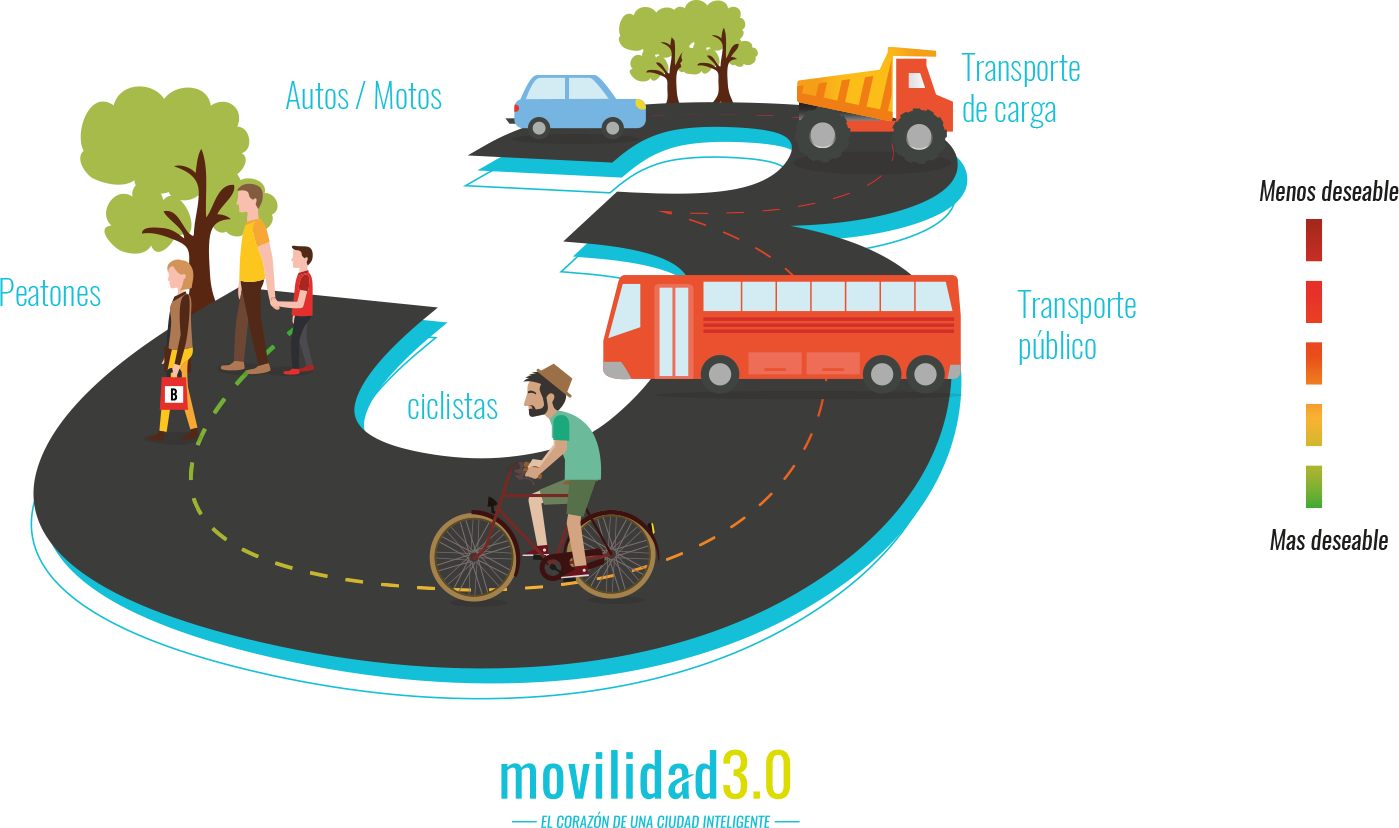 Autos / Motos
Transporte
de carga
Peatones
B
ciclistas
Transporte
público
Menos deseable
Mas deseable
movilidad3.0
EL CORAZÓN DE UNA CIUDAD INTELIGENTE